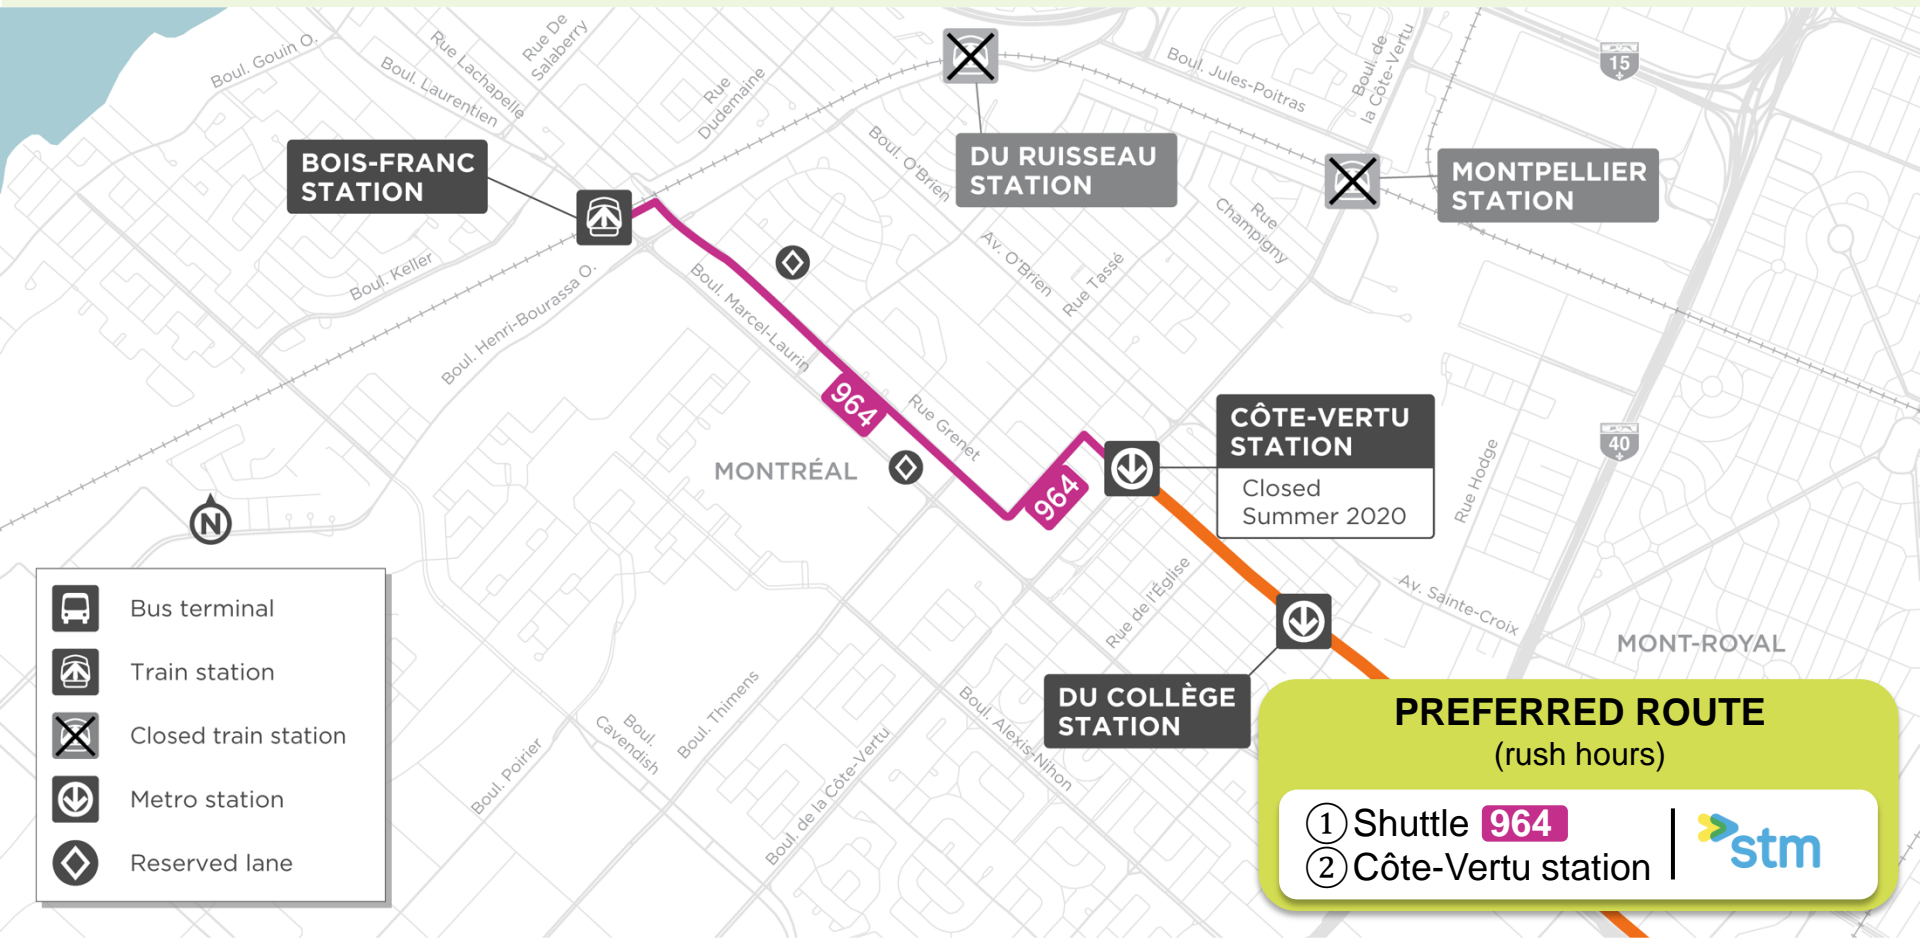 Boul. Gouin O.
Rue Lachapelle
Rue De
Salaberry
Boul. Laurentien
Rue
Dudemaine
Boul. Jules-Poitras
Boul. de
la Côte-Vertu
15
BOIS-FRANC
STATION
Boul. O'Brien
DU RUISSEAU
STATION
MONTPELLIER
STATION
Rue
Champigny
Av. O'Brien
Rue Tassé
Boul. Keller
Boul. Henri-Bourassa O.
Boul. Marcel-Laurin
964
Rue Grenet
MONTRÉAL
964
CÔTE-VERTU
STATION
Closed
Summer 2020
40
Rue Hodge
N
Rue de l'Église
Av. Sainte-Croix
MONT-ROYAL
DU COLLÈGE
STATION
Boul. Poirier
Boul.
Cavendish
Boul. Thimens
Boul. de la Côte-Vertu
Boul. Alexis-Nihon
Bus terminal
Train station
Closed train station
Metro station
Reserved lane
PREFERRED ROUTE
(rush hours)
① Shuttle 964
② Côte-Vertu station
stm